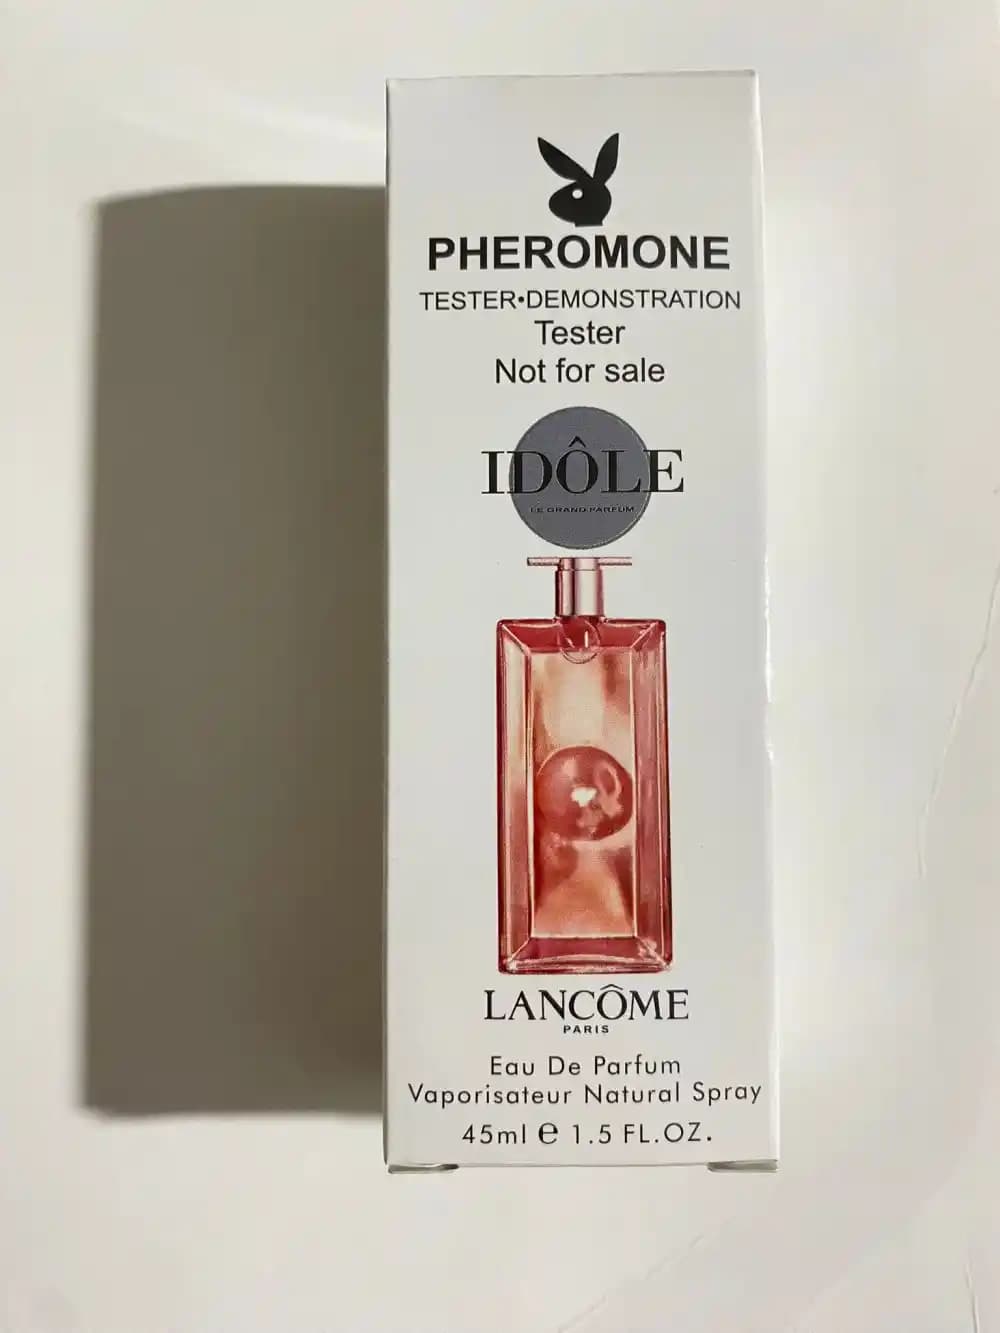 PHEROMONE
TESTER•DEMONSTRATION
Tester
Not for sale
IDÔLE
LE GRAND PARFUM
LANCÔME
PARIS
Eau De Parfum
Vaporisateur Natural Spray
45ml ℮ 1.5 FL.OZ.